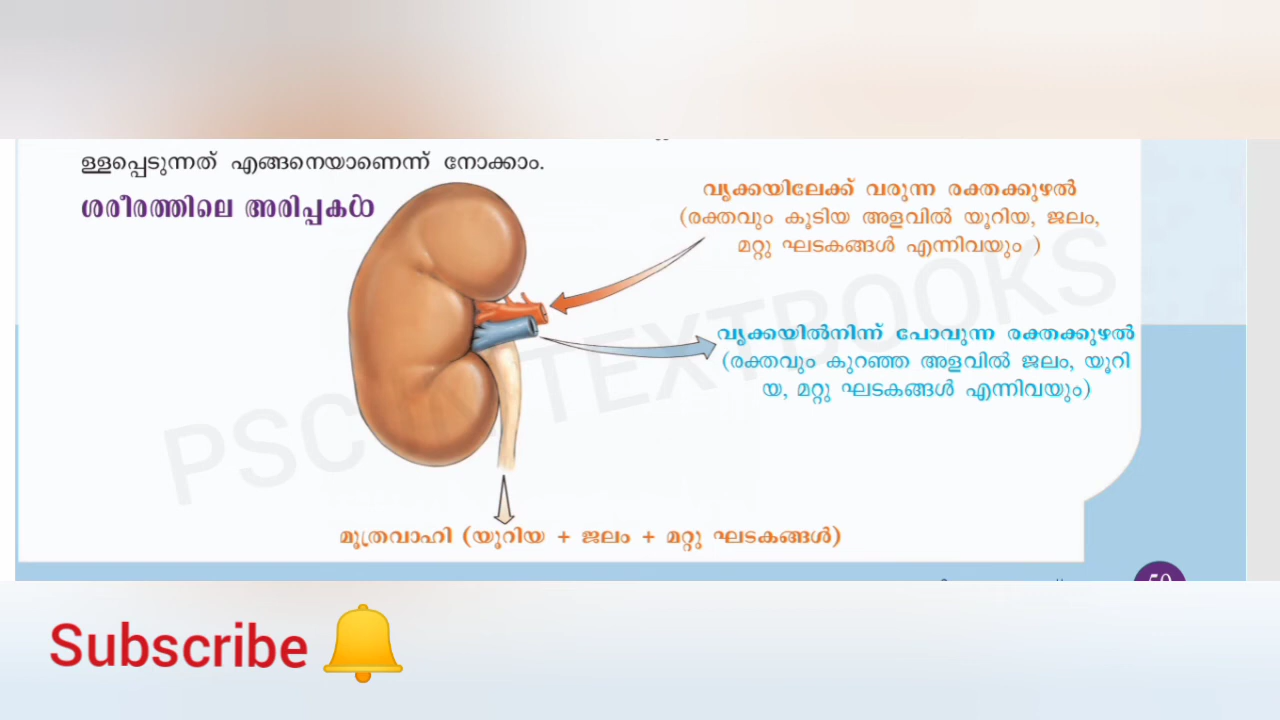 ള്ളപ്പെടുന്നത് എങ്ങനെയാണെന്ന് നോക്കാം.
ശരീരത്തിലെ അരിപ്പകൾ
വൃക്കയിലേക്ക് വരുന്ന രക്തക്കുഴൽ
(രക്തവും കൂടിയ അളവിൽ യൂറിയ, ജലം,
മറ്റു ഘടകങ്ങൾ എന്നിവയും )
വൃക്കയിൽനിന്ന് പോവുന്ന രക്തക്കുഴൽ
(രക്തവും കുറഞ്ഞ അളവിൽ ജലം, യൂറി
യ, മറ്റു ഘടകങ്ങൾ എന്നിവയും)
PSC TEXTBOOKS
മൂത്രവാഹി (യൂറിയ + ജലം + മറ്റു ഘടകങ്ങൾ)
Subscribe